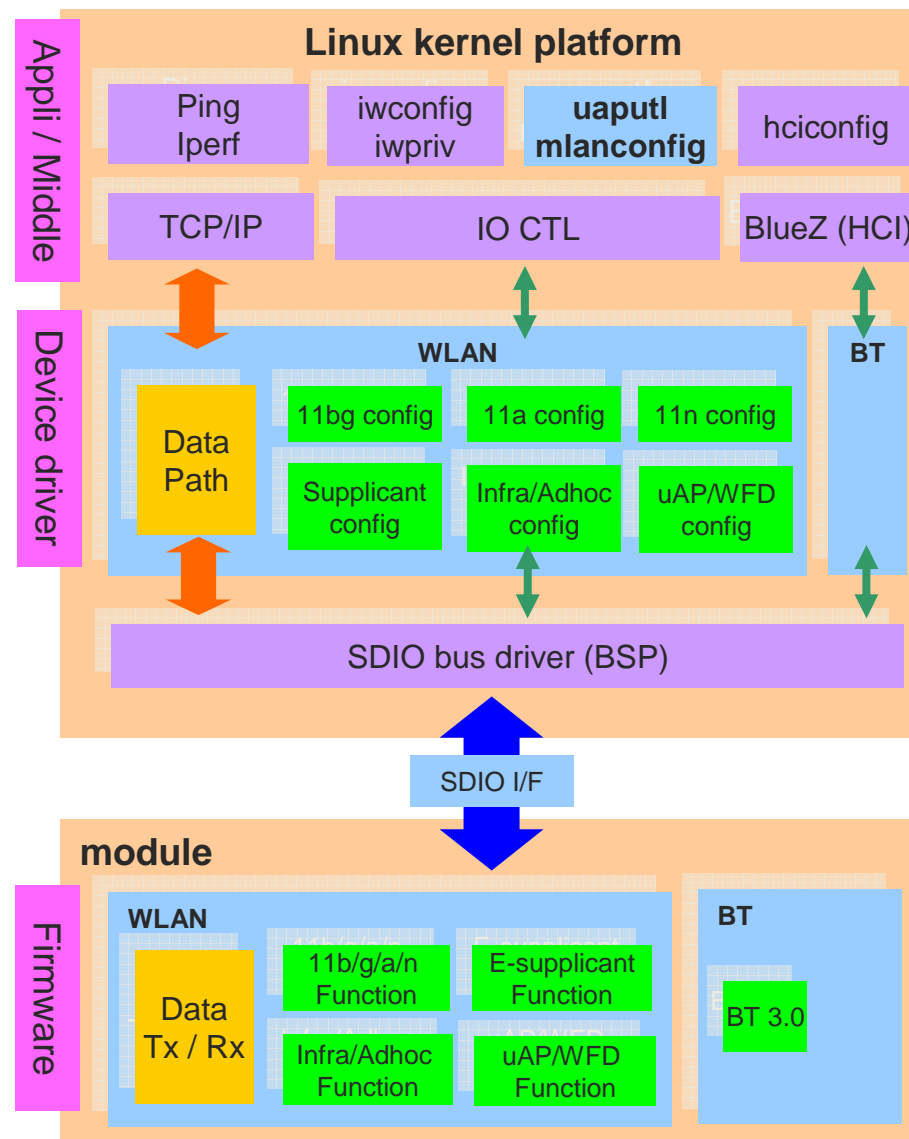 Linux kernel platform
Appli / Middle
Ping
Iperf
iwconfig
iwpriv
uaputl
mlanconfig
hciconfig
TCP/IP
IO CTL
BlueZ (HCI)
Device driver
WLAN
BT
Data
Path
11bg config
11a config
11n config
Supplicant
config
Infra/Adhoc
config
uAP/WFD
config
SDIO bus driver (BSP)
SDIO I/F
module
Firmware
WLAN
BT
Data
Tx / Rx
11b/g/a/n
Function
E-supplicant
Function
Infra/Adhoc
Function
uAP/WFD
Function
BT 3.0